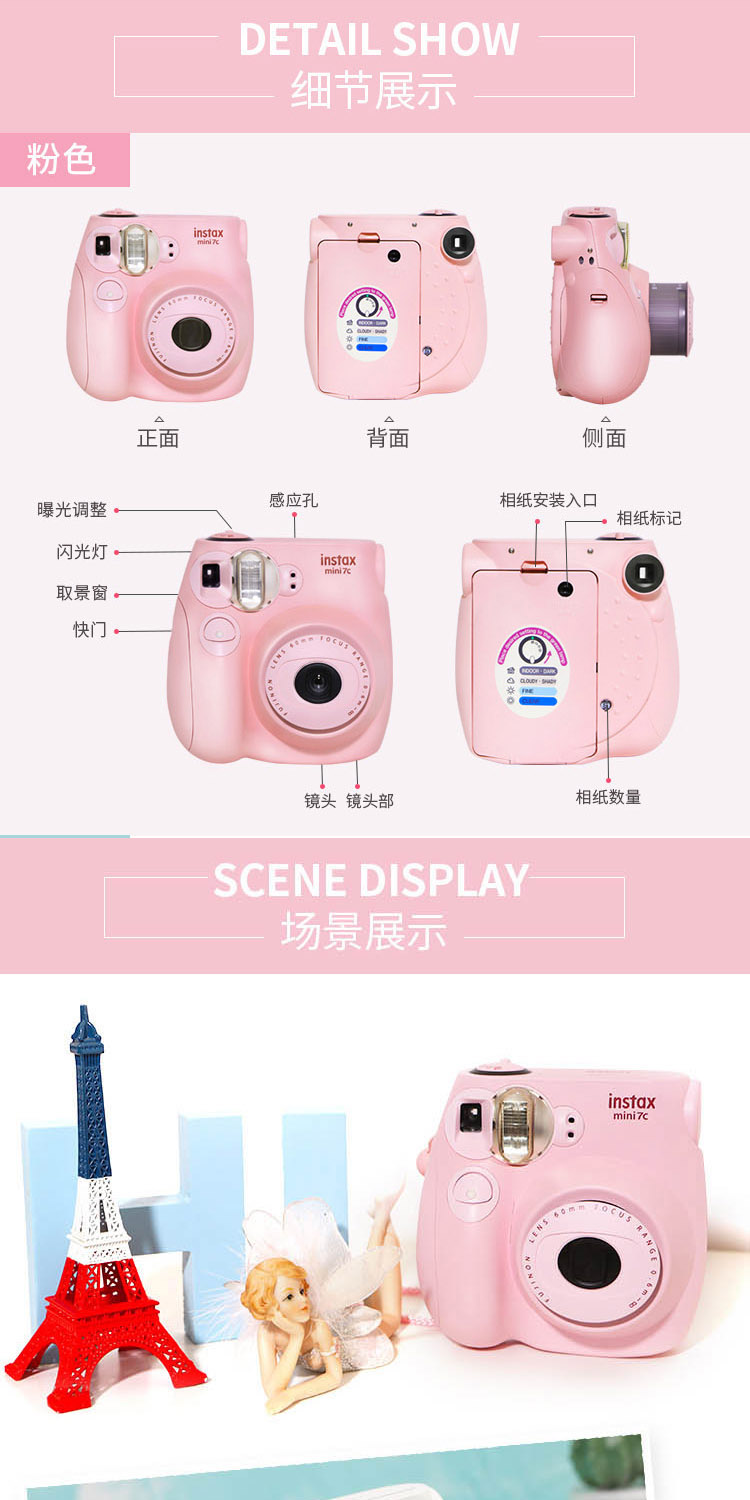 DETAIL SHOW
细节展示
粉色
instax
mini 7c
FUJINON LENS 60mm FOCUS RANGE 0.6m-∞
INDOOR · DARK
CLOUDY · SHADY
FINE
正面
背面
侧面
曝光调整
感应孔
相纸安装入口
相纸标记
闪光灯
取景窗
快门
instax
mini 7c
FUJINON LENS 60mm FOCUS RANGE 0.6m-∞
INDOOR · DARK
CLOUDY · SHADY
FINE
镜头
镜头部
相纸数量
SCENE DISPLAY
场景展示
HI
instax
mini 7c
FUJINON LENS 60mm FOCUS RANGE 0.6m-∞